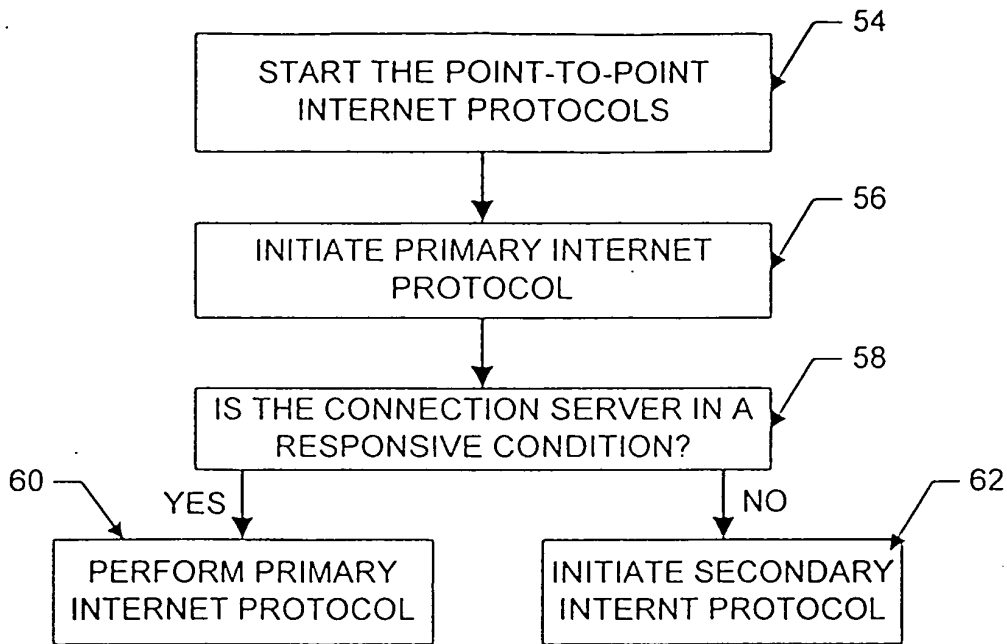 54
START THE POINT-TO-POINT
INTERNET PROTOCOLS
56
INITIATE PRIMARY INTERNET
PROTOCOL
58
IS THE CONNECTION SERVER IN A
RESPONSIVE CONDITION?
60
YES
NO
62
PERFORM PRIMARY
INTERNET PROTOCOL
INITIATE SECONDARY
INTERNT PROTOCOL